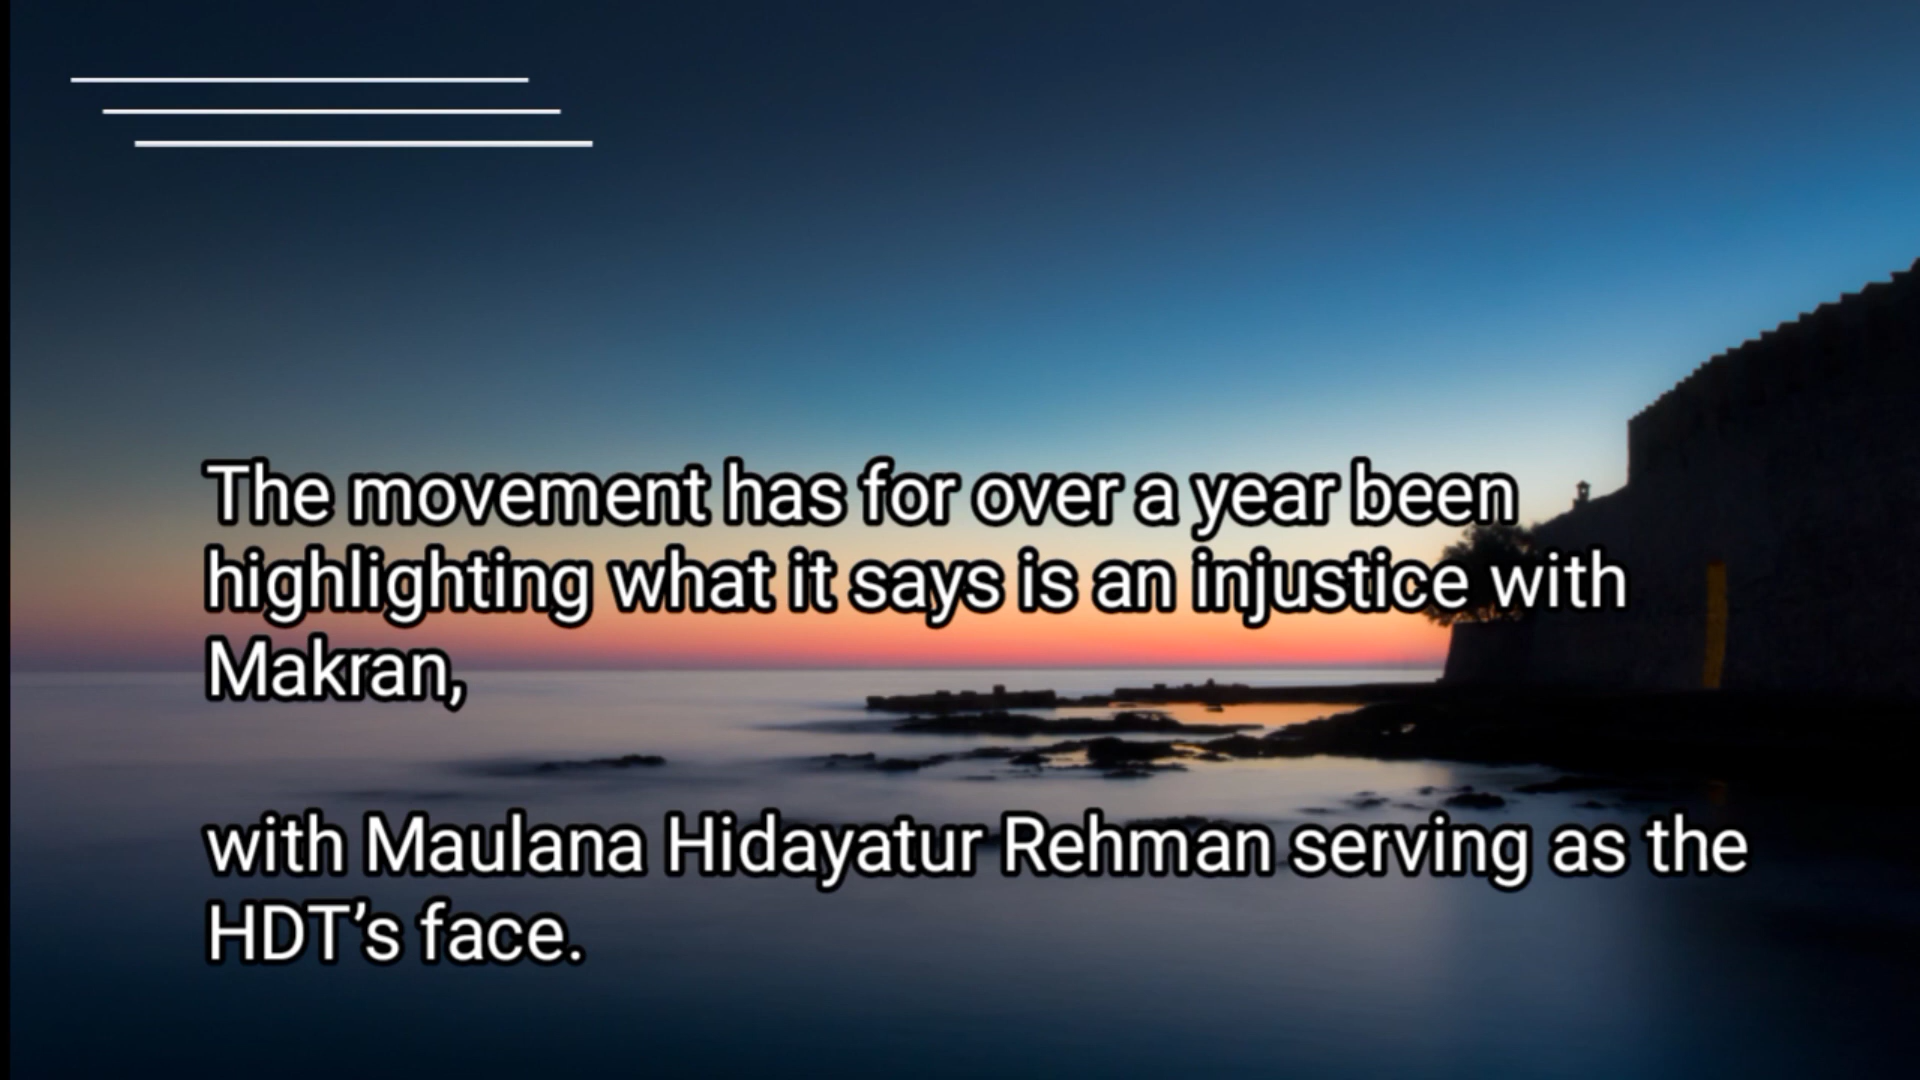 The movement has for over a year been
highlighting what it says is an injustice with
Makran,
with Maulana Hidayatur Rehman serving as the
HDT’s face.